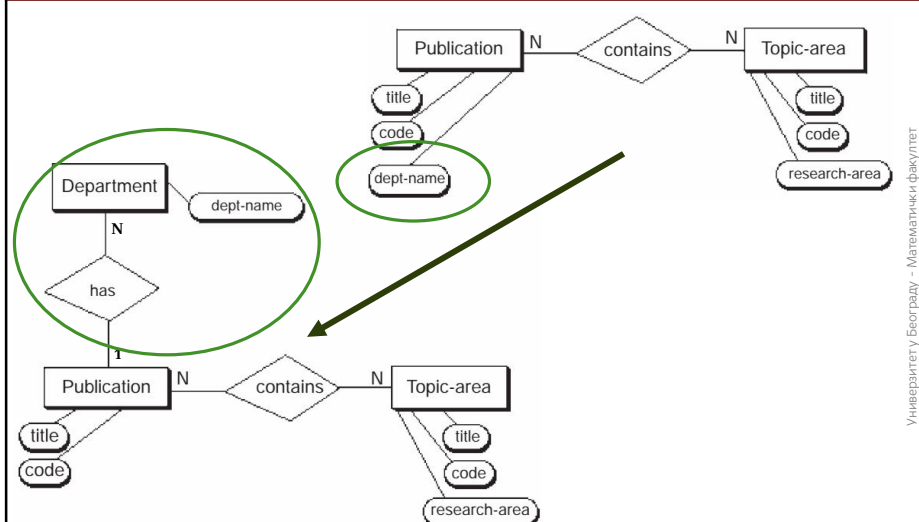 Publication
N
contains
N
Topic-area
title
code
dept-name
title
code
research-area
Department
dept-name
N
has
1
Publication
N
contains
N
Topic-area
title
code
title
code
research-area
Универзитет у Београду - Математички факултет